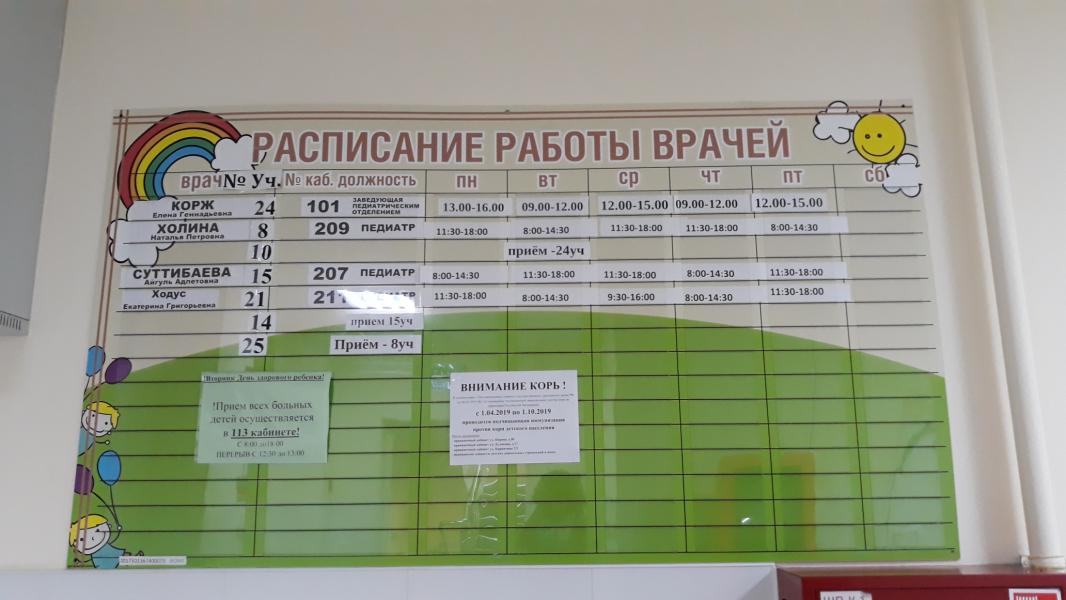 РАСПИСАНИЕ РАБОТЫ ВРАЧЕЙ
врач № Уч. № каб. должность пн вт ср чт пт сб
КОРЖ Елена Геннадьевна 24 101 ЗАВЕДУЮЩАЯ ПЕДИАТРИЧЕСКИМ ОТДЕЛЕНИЕМ 13.00-16.00 09.00-12.00 12.00-15.00 09.00-12.00 12.00-15.00
ХОЛИНА Наталья Петровна 8 209 ПЕДИАТР 11:30-18:00 8:00-14:30 11:30-18:00 11:30-18:00 8:00-14:30
10 приём -24уч
СУТТИБАЕВА Айгуль Адлетовна 15 207 ПЕДИАТР 8:00-14:30 11:30-18:00 11:30-18:00 8:00-14:30 11:30-18:00
Ходус Екатерина Григорьевна 21 211 11:30-18:00 8:00-14:30 9:30-16:00 8:00-14:30 11:30-18:00
14 прием 15уч
25 Приём - 8уч
!Вторник День здорового ребенка!
!Прием всех больных
детей осуществляется
в 113 кабинете!
С 8:00 до 18:00
ПЕРЕРЫВ С 12:30 до 13:00
ВНИМАНИЕ КОРЬ !
с 1.04.2019 по 1.10.2019
проводится подчищающая иммунизация
против кори детского населения